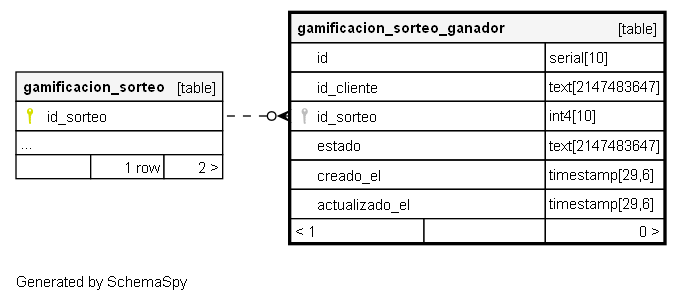 gamificacion_sorteo_ganador [table]
id serial[10]
id_cliente text[2147483647]
id_sorteo int4[10]
estado text[2147483647]
creado_el timestamp[29,6]
actualizado_el timestamp[29,6]
< 1 0 >
gamificacion_sorteo [table]
id_sorteo
...
1 row 2 >
Generated by SchemaSpy